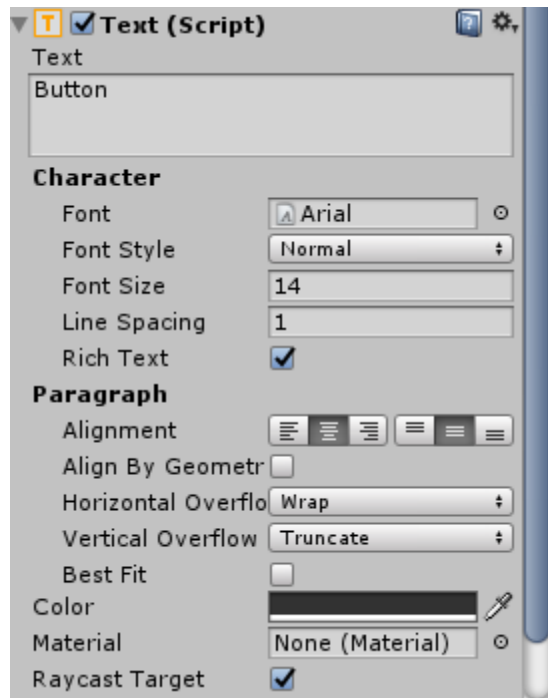 Text (Script)
Text
Button
Character
Font Arial
Font Style Normal
Font Size 14
Line Spacing 1
Rich Text
Paragraph
Alignment
Align By Geometr
Horizontal Overflo Wrap
Vertical Overflow Truncate
Best Fit
Color
Material None (Material)
Raycast Target